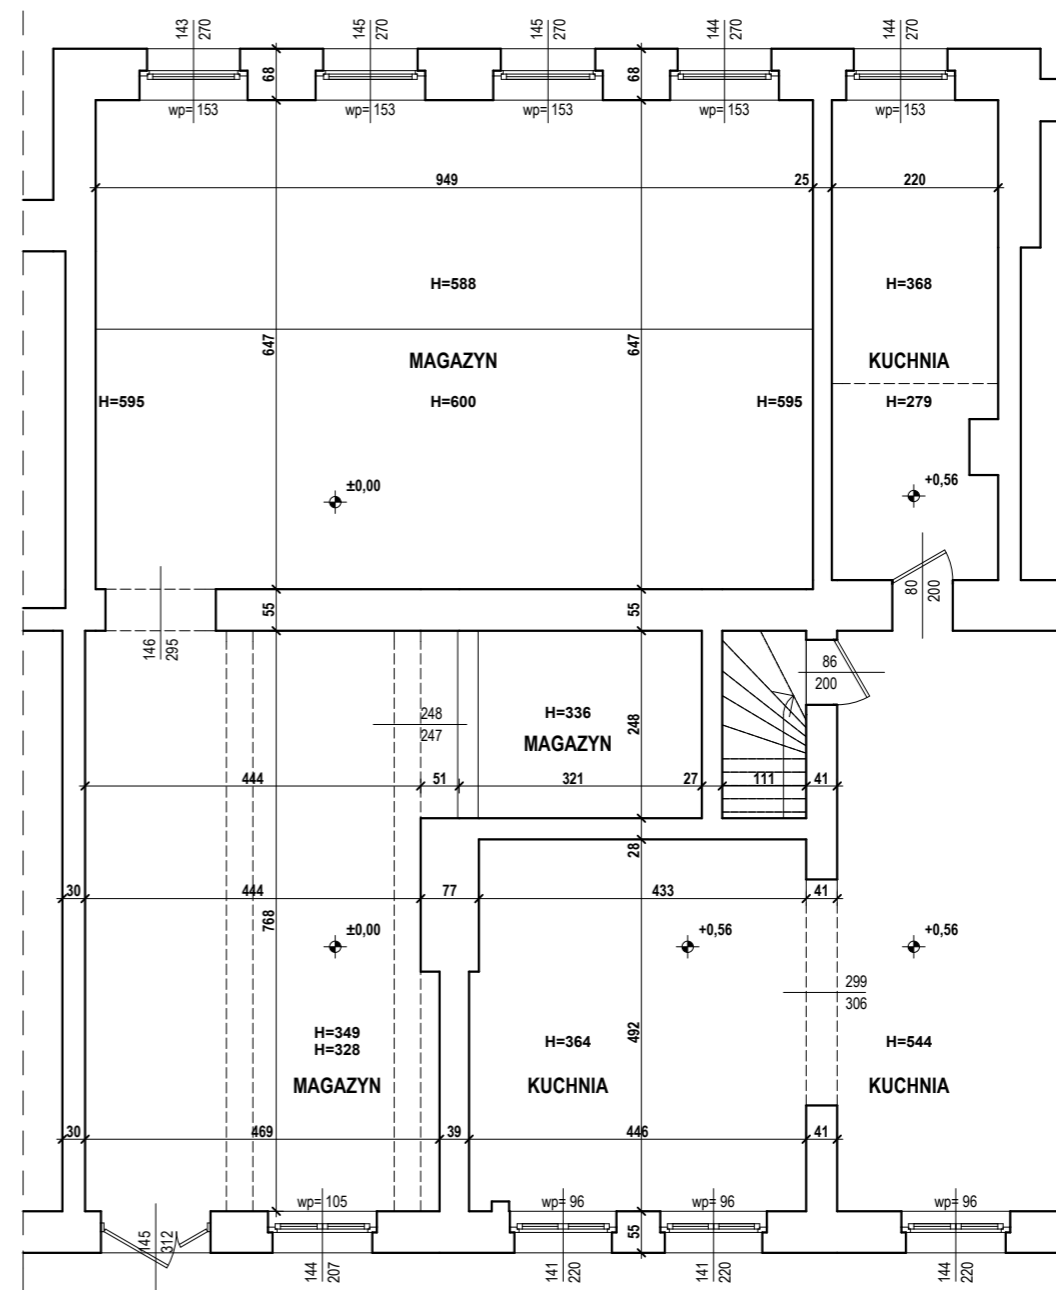 143 270
145 270
145 270
144 270
144 270
68
68
wp= 153
wp= 153
wp= 153
wp= 153
wp= 153
949
25
220
H=588
H=368
647
647
MAGAZYN
KUCHNIA
H=595
H=600
H=595
H=279
±0,00
+0,56
80 200
55
55
146 295
86
200
248
247
H=336
MAGAZYN
248
444
51
321
27
111
41
28
30
444
77
433
41
768
±0,00
+0,56
+0,56
299
306
H=349
H=328
492
H=364
H=544
MAGAZYN
KUCHNIA
KUCHNIA
30
469
39
446
41
wp= 105
wp= 96
wp= 96
wp= 96
145 312
55
144 207
141 220
141 220
144 220